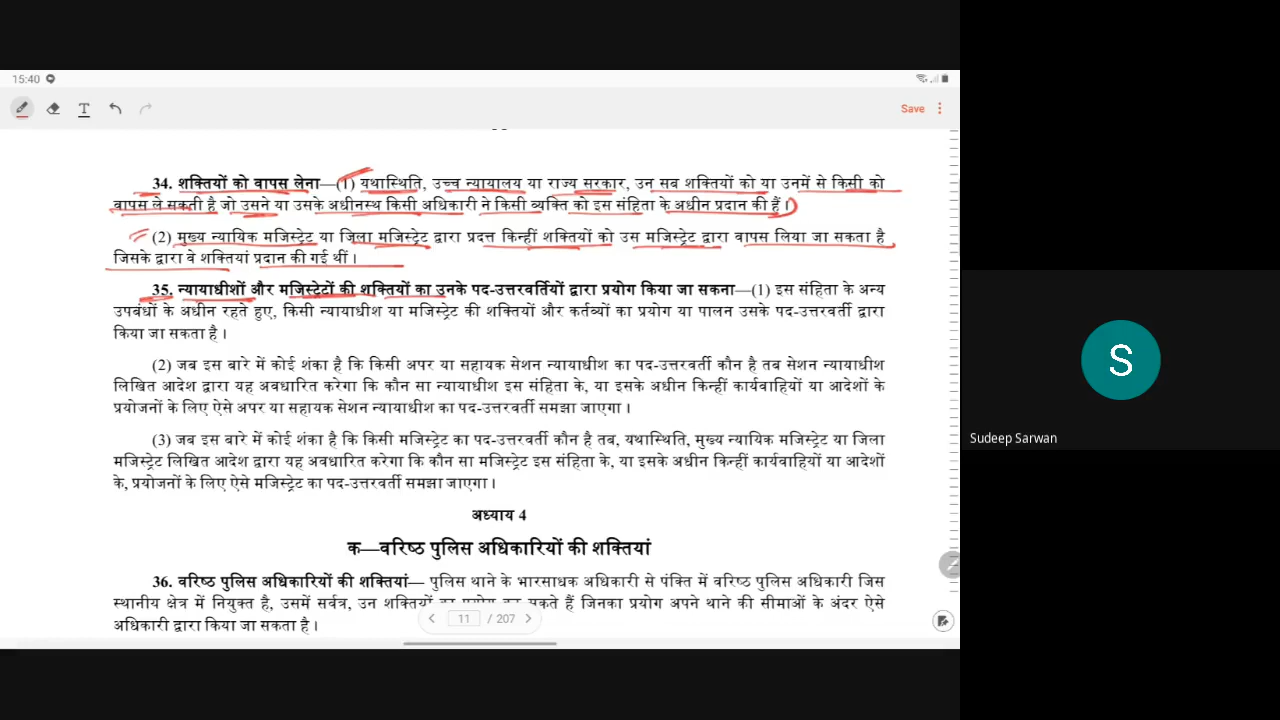 15:40
Save
34. शक्तियों को वापस लेना—(1) यथास्थिति, उच्च न्यायालय या राज्य सरकार, उन सब शक्तियों को या उनमें से किसी को
वापस ले सकती है जो उसने या उसके अधीनस्थ किसी अधिकारी ने किसी व्यक्ति को इस संहिता के अधीन प्रदान की हैं।
(2) मुख्य न्यायिक मजिस्ट्रेट या जिला मजिस्ट्रेट द्वारा प्रदत्त किन्हीं शक्तियों को उस मजिस्ट्रेट द्वारा वापस लिया जा सकता है
जिसके द्वारा वे शक्तियां प्रदान की गई थीं।
35. न्यायाधीशों और मजिस्ट्रेटों की शक्तियों का उनके पद-उत्तरवर्तियों द्वारा प्रयोग किया जा सकना—(1) इस संहिता के अन्य
उपबंधों के अधीन रहते हुए, किसी न्यायाधीश या मजिस्ट्रेट की शक्तियों और कर्तव्यों का प्रयोग या पालन उसके पद-उत्तरवर्ती द्वारा
किया जा सकता है।
(2) जब इस बारे में कोई शंका है कि किसी अपर या सहायक सेशन न्यायाधीश का पद-उत्तरवर्ती कौन है तब सेशन न्यायाधीश
लिखित आदेश द्वारा यह अवधारित करेगा कि कौन सा न्यायाधीश इस संहिता के, या इसके अधीन किन्हीं कार्यवाहियों या आदेशों के
प्रयोजनों के लिए ऐसे अपर या सहायक सेशन न्यायाधीश का पद-उत्तरवर्ती समझा जाएगा।
(3) जब इस बारे में कोई शंका है कि किसी मजिस्ट्रेट का पद-उत्तरवर्ती कौन है तब, यथास्थिति, मुख्य न्यायिक मजिस्ट्रेट या जिला
मजिस्ट्रेट लिखित आदेश द्वारा यह अवधारित करेगा कि कौन सा मजिस्ट्रेट इस संहिता के, या इसके अधीन किन्हीं कार्यवाहियों या आदेशों
के, प्रयोजनों के लिए ऐसे मजिस्ट्रेट का पद-उत्तरवर्ती समझा जाएगा।
अध्याय 4
क—वरिष्ठ पुलिस अधिकारियों की शक्तियां
36. वरिष्ठ पुलिस अधिकारियों की शक्तियां— पुलिस थाने के भारसाधक अधिकारी से पंक्ति में वरिष्ठ पुलिस अधिकारी जिस
स्थानीय क्षेत्र में नियुक्त है, उसमें सर्वत्र, उन शक्तियों का प्रयोग कर सकते हैं जिनका प्रयोग अपने थाने की सीमाओं के अंदर ऐसे
अधिकारी द्वारा किया जा सकता है।
11 / 207
S
Sudeep Sarwan